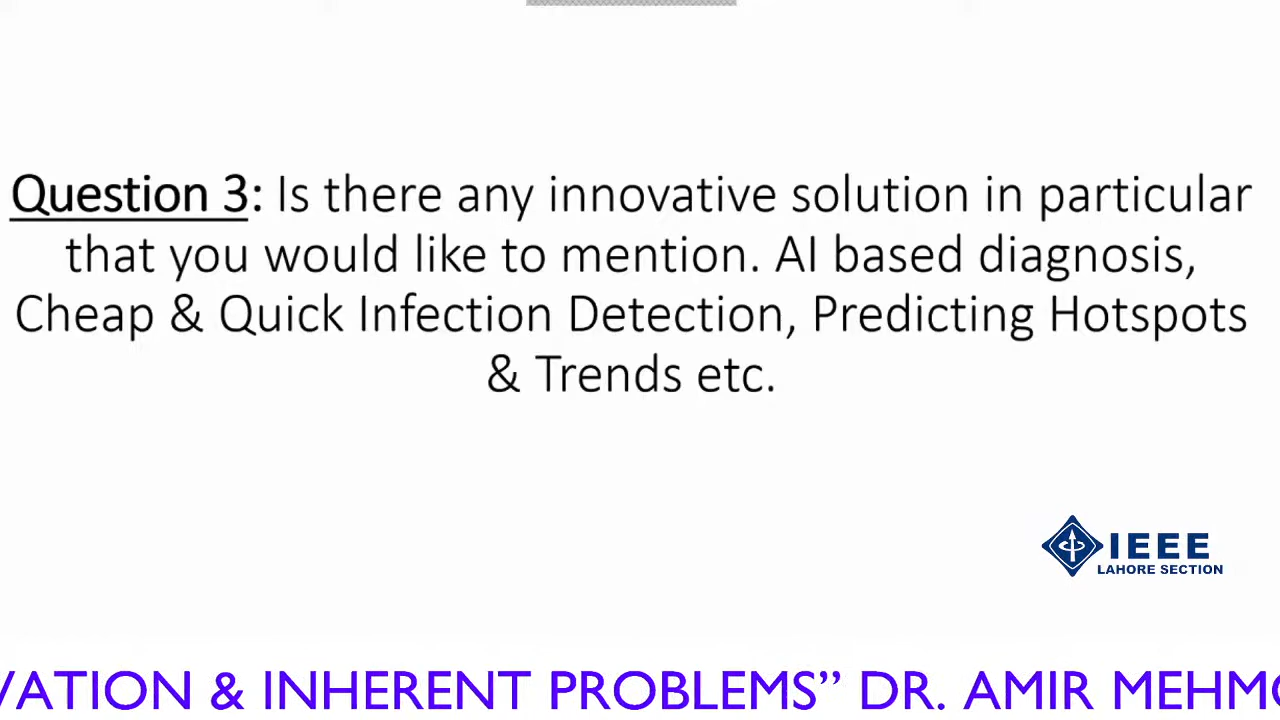 Question 3: Is there any innovative solution in particular
that you would like to mention. AI based diagnosis,
Cheap & Quick Infection Detection, Predicting Hotspots
& Trends etc.
IEEE
LAHORE SECTION
VATION & INHERENT PROBLEMS” DR. AMIR MEHM